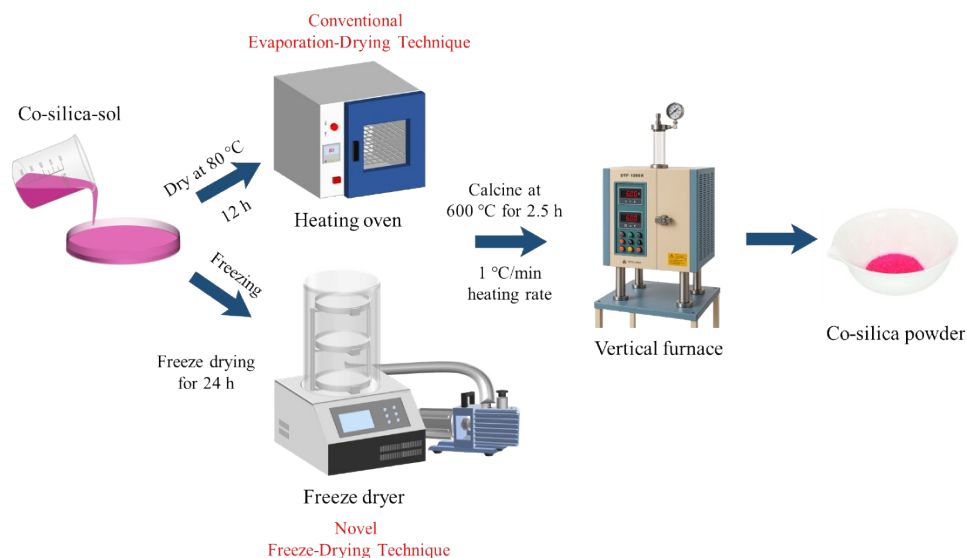 Conventional
Evaporation-Drying Technique
Co-silica-sol
Dry at 80 °C
12 h
Heating oven
Freezing
Freeze drying
for 24 h
Freeze dryer
Novel
Freeze-Drying Technique
Calcine at
600 °C for 2.5 h
1 °C/min
heating rate
Vertical furnace
Co-silica powder